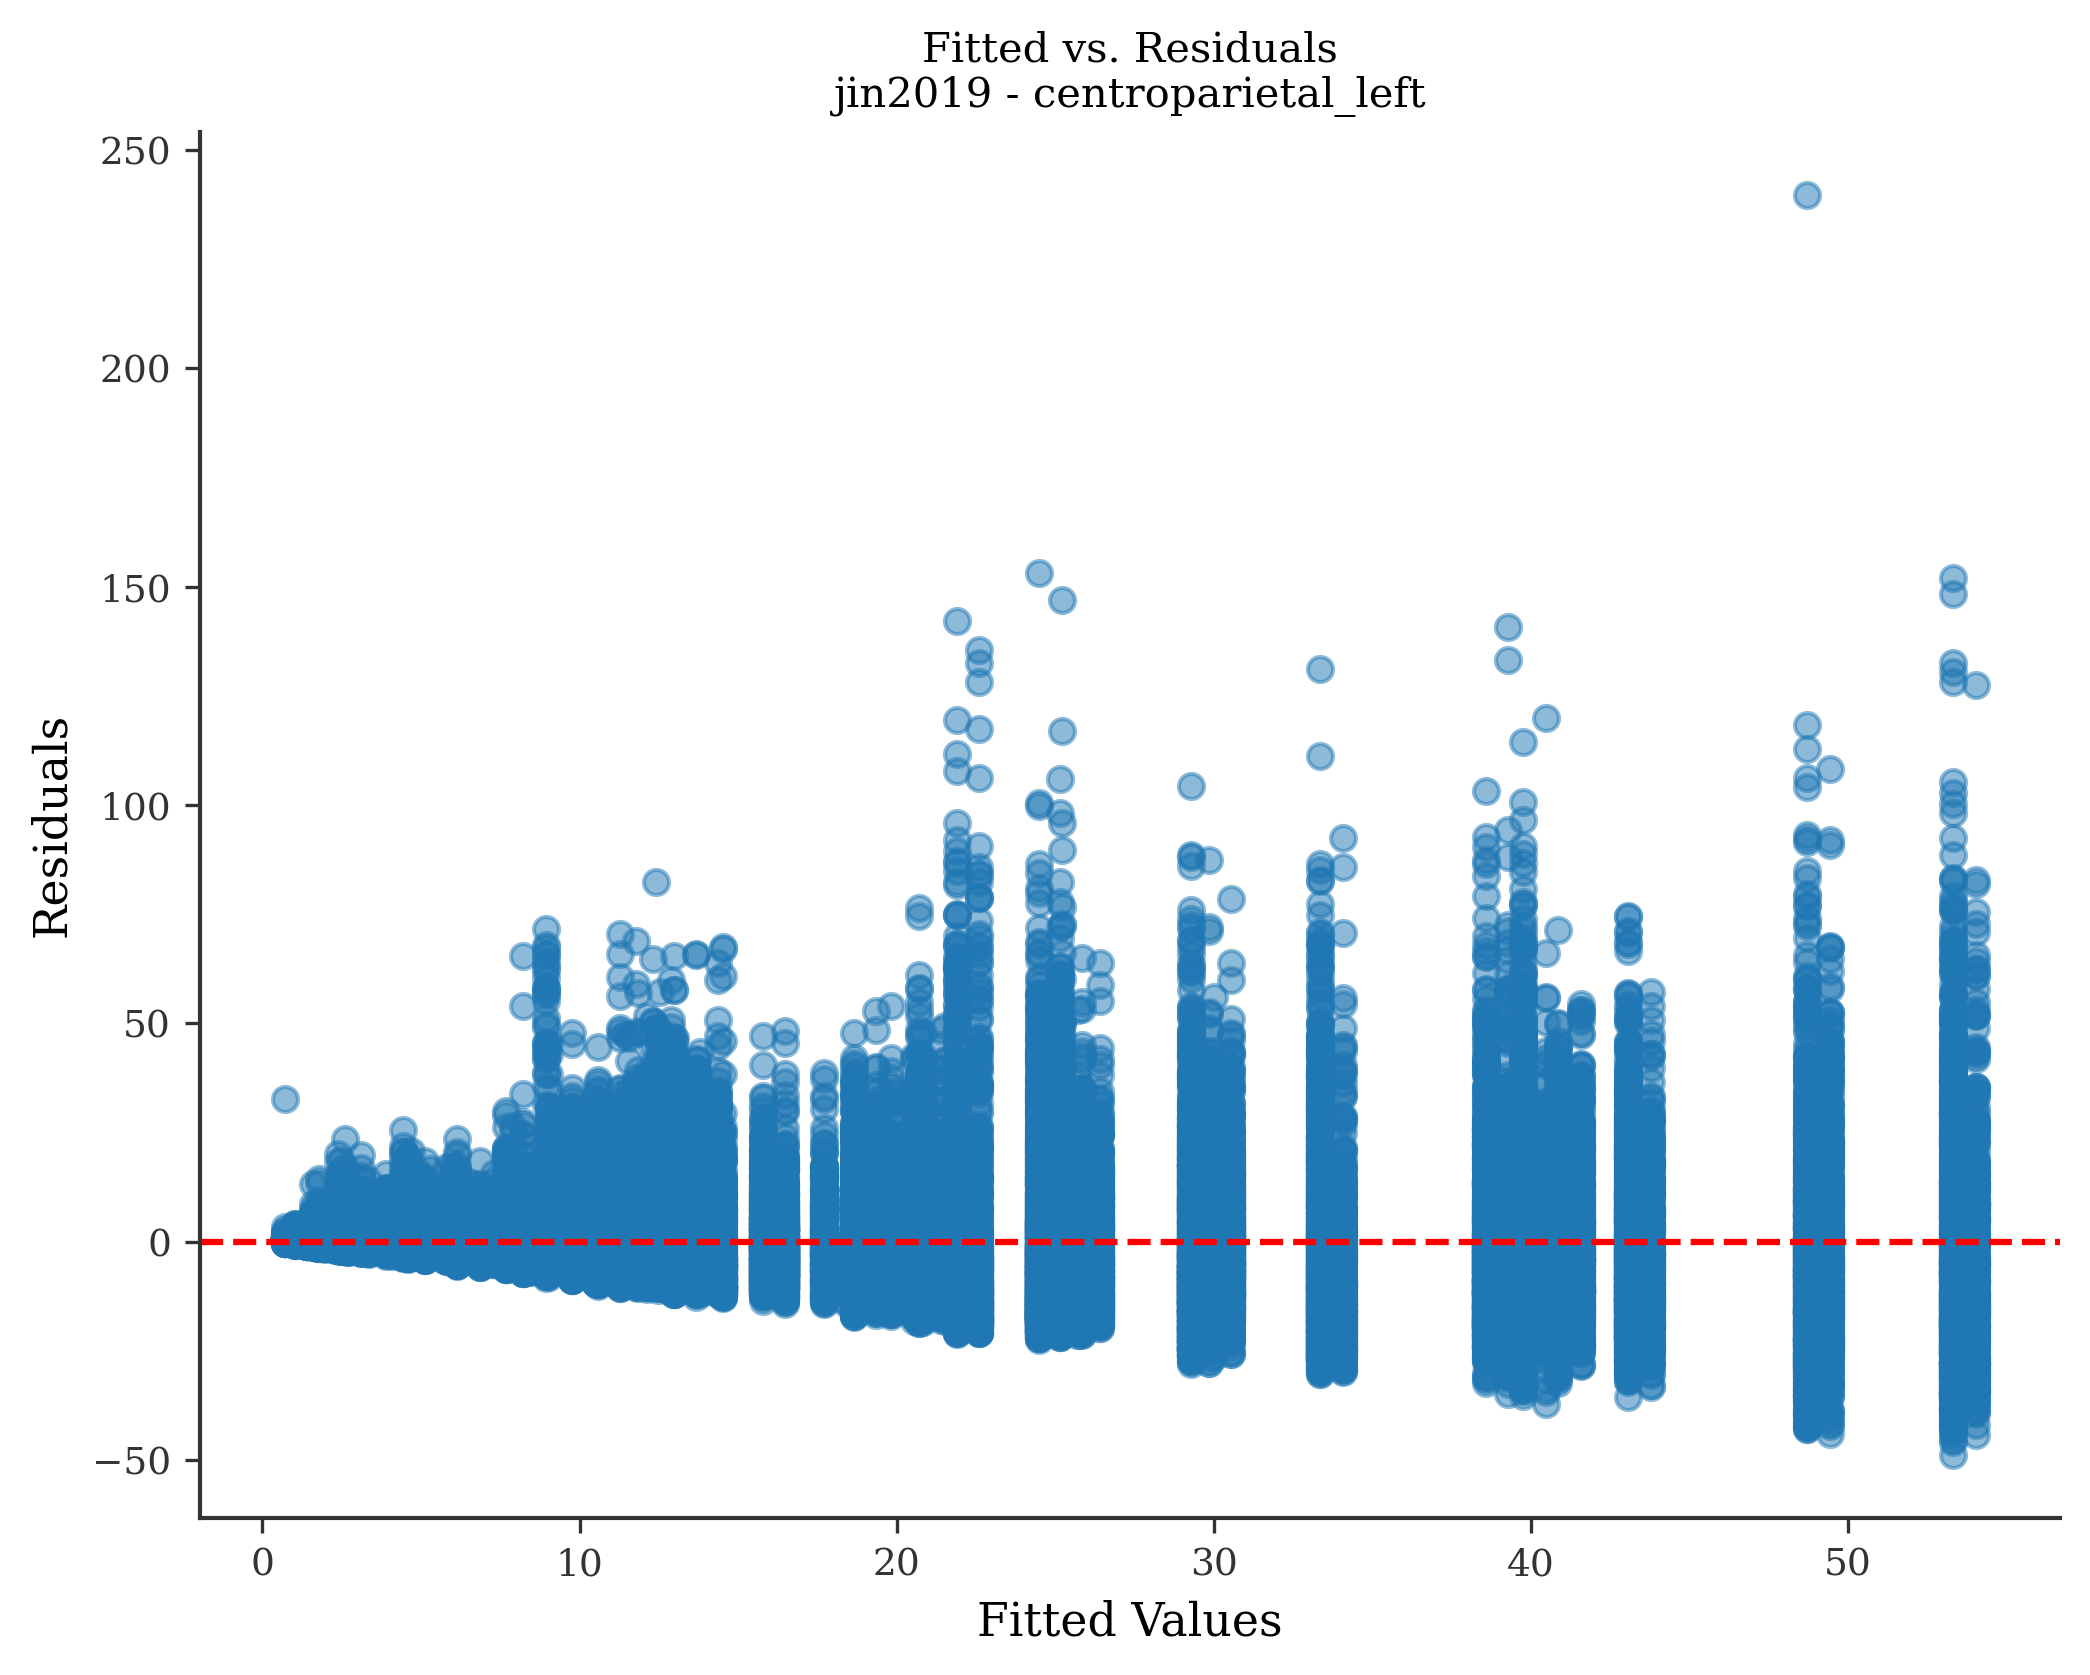 Fitted vs. Residuals
jin2019 - centroparietal_left
250
200
150
100
50
0
−50
Residuals
0 10 20 30 40 50
Fitted Values